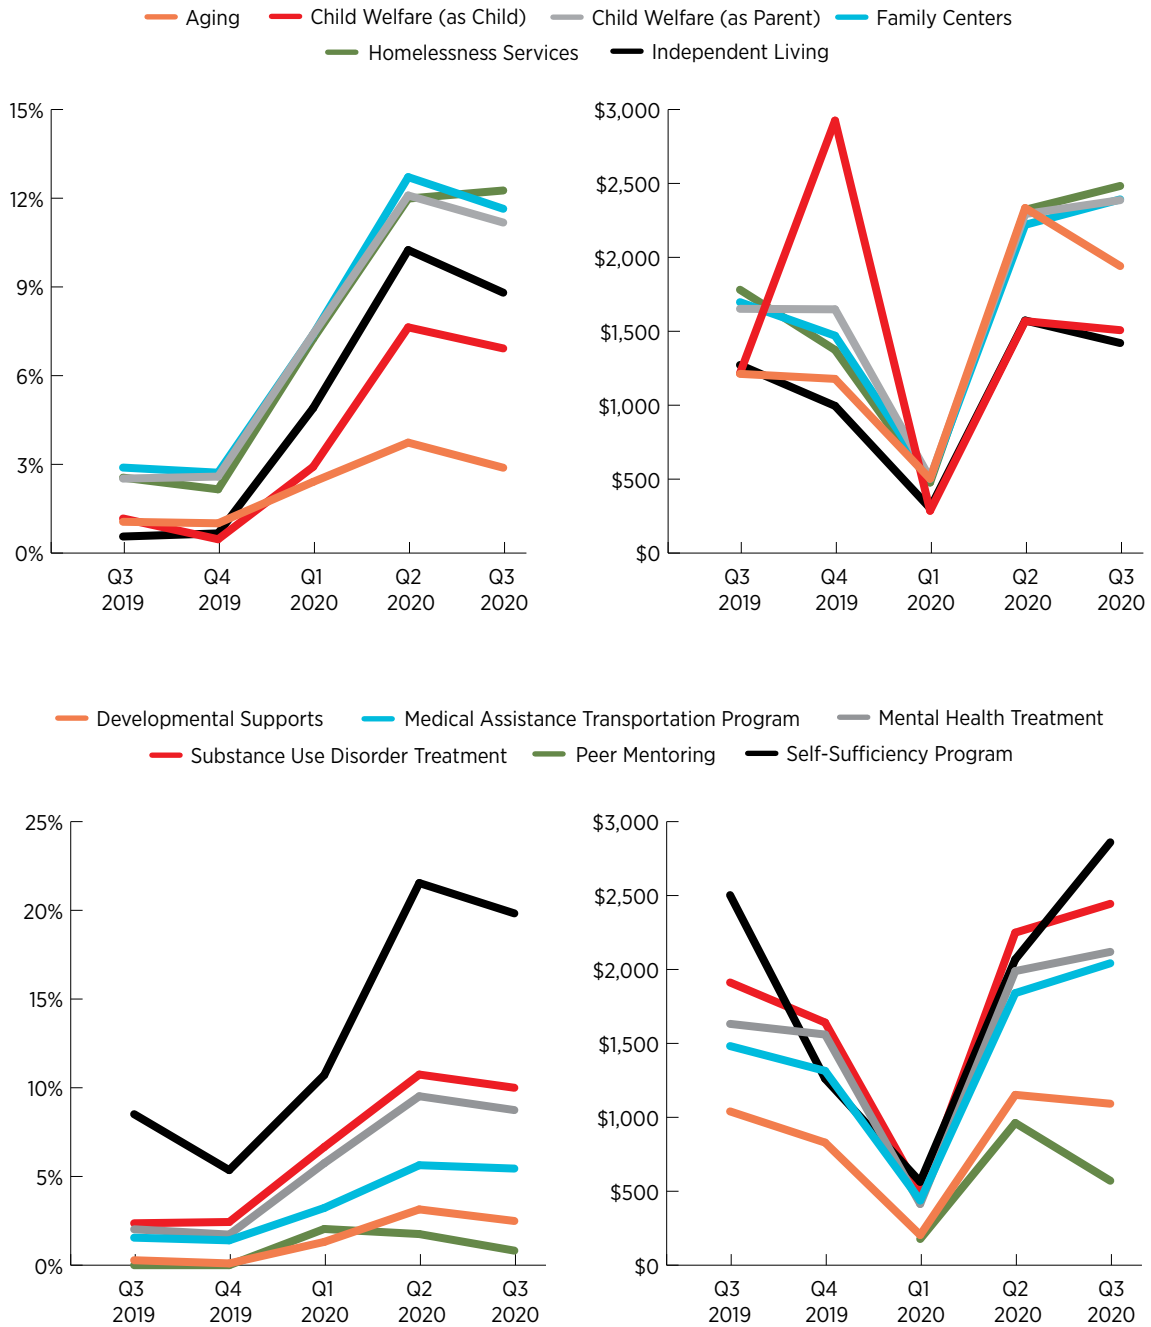 Aging Child Welfare (as Child) Child Welfare (as Parent) Family Centers
Homelessness Services Independent Living
15%
12%
9%
6%
3%
0%
Q3 Q4 Q1 Q2 Q3
2019 2019 2020 2020 2020
$3,000
$2,500
$2,000
$1,500
$1,000
$500
$0
Q3 Q4 Q1 Q2 Q3
2019 2019 2020 2020 2020
Developmental Supports Medical Assistance Transportation Program Mental Health Treatment
Substance Use Disorder Treatment Peer Mentoring Self-Sufficiency Program
25%
20%
15%
10%
5%
0%
Q3 Q4 Q1 Q2 Q3
2019 2019 2020 2020 2020
$3,000
$2,500
$2,000
$1,500
$1,000
$500
$0
Q3 Q4 Q1 Q2 Q3
2019 2019 2020 2020 2020